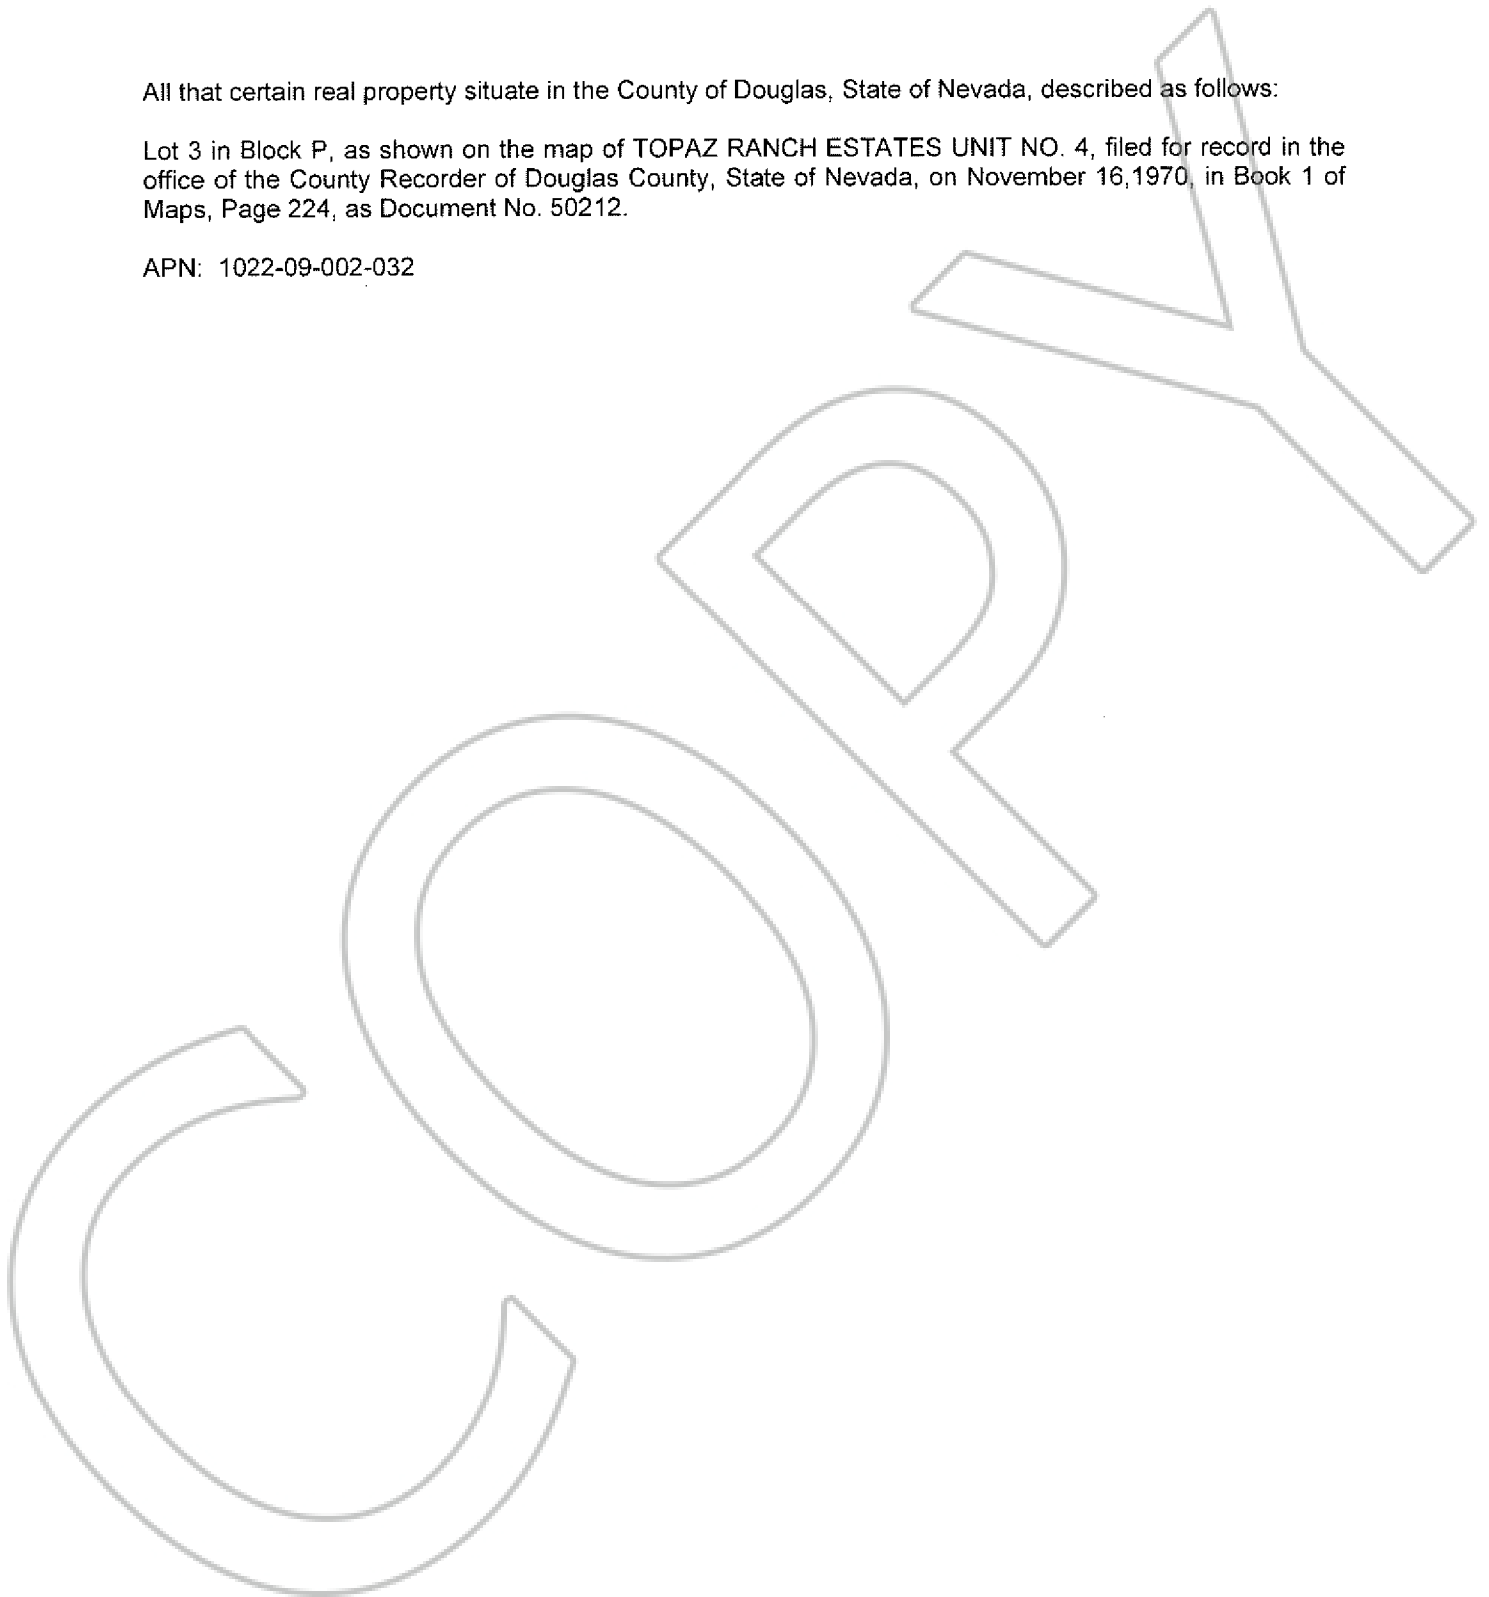 All that certain real property situate in the County of Douglas, State of Nevada, described as follows:
Lot 3 in Block P, as shown on the map of TOPAZ RANCH ESTATES UNIT NO. 4, filed for record in the
office of the County Recorder of Douglas County, State of Nevada, on November 16,1970, in Book 1 of
Maps, Page 224, as Document No. 50212.
APN: 1022-09-002-032
COPY